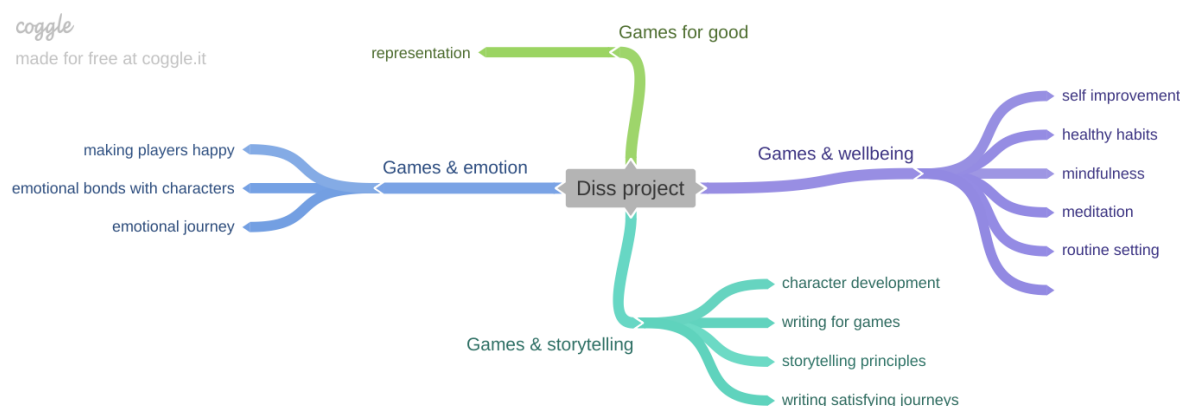 coggle
made for free at coggle.it
Games for good
representation
Games & emotion
making players happy
emotional bonds with characters
emotional journey
Diss project
Games & wellbeing
self improvement
healthy habits
mindfulness
meditation
routine setting
Games & storytelling
character development
writing for games
storytelling principles
writing satisfying journeys